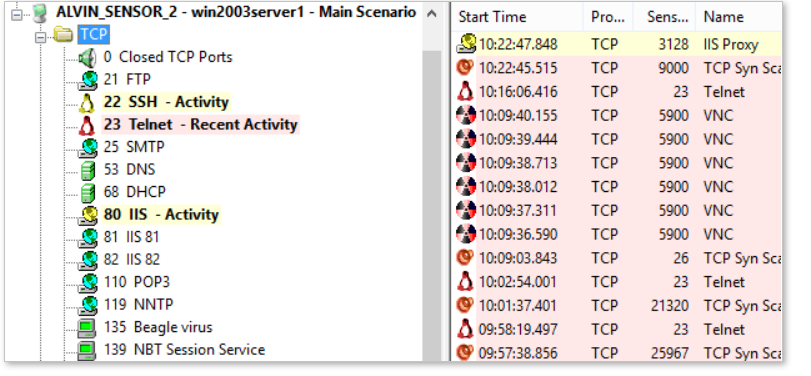 ALVIN_SENSOR_2 - win2003server1 - Main Scenario
TCP
0 Closed TCP Ports
21 FTP
22 SSH - Activity
23 Telnet - Recent Activity
25 SMTP
53 DNS
68 DHCP
80 IIS - Activity
81 IIS 81
82 IIS 82
110 POP3
119 NNTP
135 Beagle virus
139 NBT Session Service
Start Time Pro... Sens... Name
10:22:47.848 TCP 3128 IIS Proxy
10:22:45.515 TCP 9000 TCP Syn Sca
10:16:06.416 TCP 23 Telnet
10:09:40.155 TCP 5900 VNC
10:09:39.444 TCP 5900 VNC
10:09:38.713 TCP 5900 VNC
10:09:38.012 TCP 5900 VNC
10:09:37.311 TCP 5900 VNC
10:09:36.590 TCP 5900 VNC
10:09:03.843 TCP 26 TCP Syn Sca
10:02:54.001 TCP 23 Telnet
10:01:37.401 TCP 21320 TCP Syn Sca
09:58:19.497 TCP 23 Telnet
09:57:38.856 TCP 25967 TCP Syn Sca